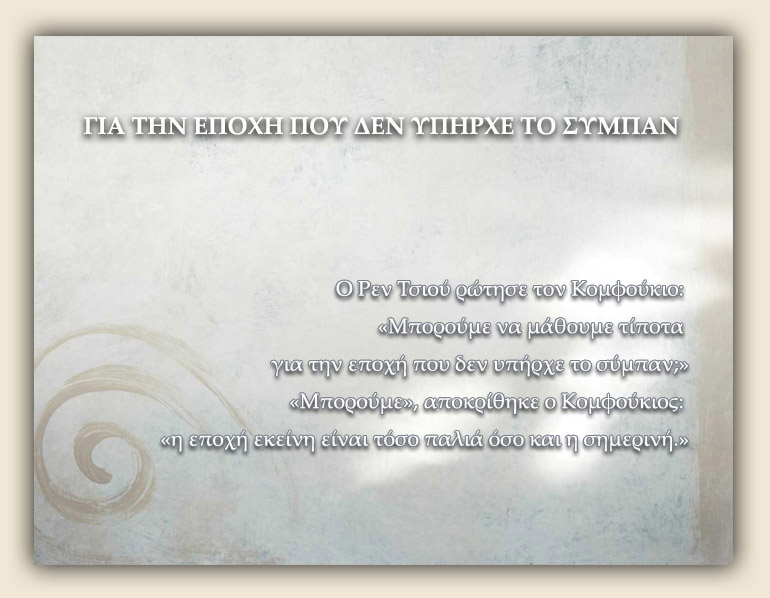 ΓΙΑ ΤΗΝ ΕΠΟΧΗ ΠΟΥ ΔΕΝ ΥΠΗΡΧΕ ΤΟ ΣΥΜΠΑΝ
Ο Ρεν Τσιού ρώτησε τον Κομφούκιο:
«Μπορούμε να μάθουμε τίποτα
για την εποχή που δεν υπήρχε το σύμπαν;»
«Μπορούμε», αποκρίθηκε ο Κομφούκιος:
«η εποχή εκείνη είναι τόσο παλιά όσο και η σημερινή.»